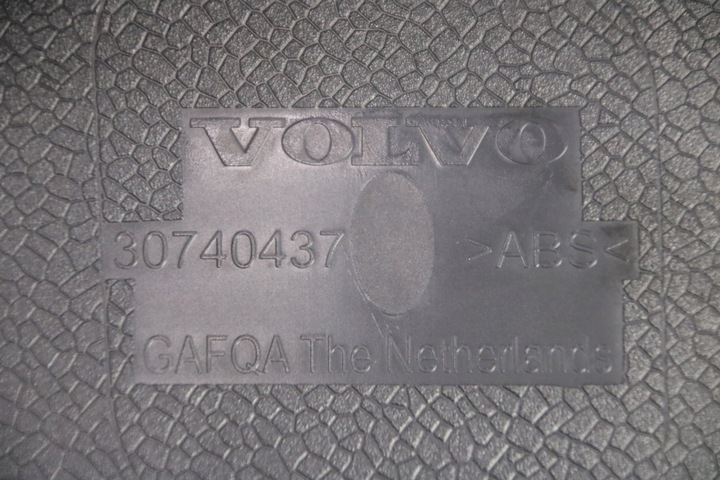 VOLVO
30740437 >ABS<
GAFQA The Netherlands